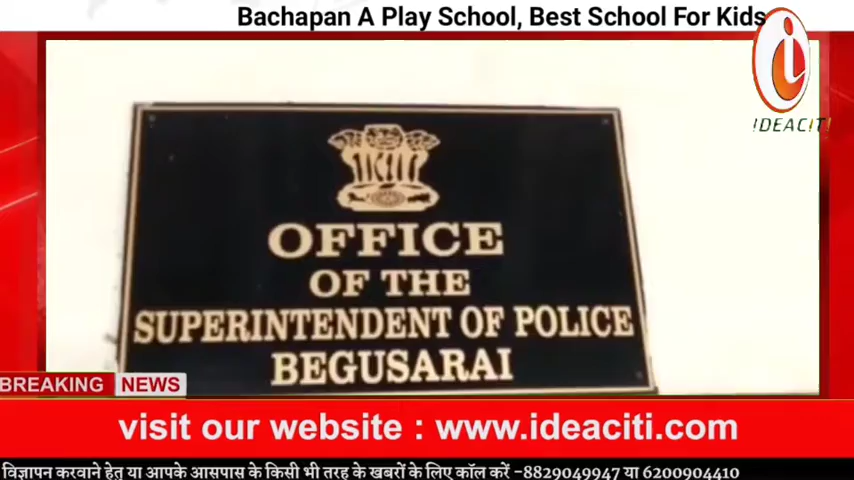 Bachapan A Play School, Best School For Kids
IDEACITI
OFFICE
OF THE
SUPERINTENDENT OF POLICE
BEGUSARAI
BREAKING NEWS
visit our website : www.ideaciti.com
विज्ञापन करवाने हेतु या आपके आसपास के किसी भी तरह के खबरों के लिए कॉल करें -8829049947 या 6200904410